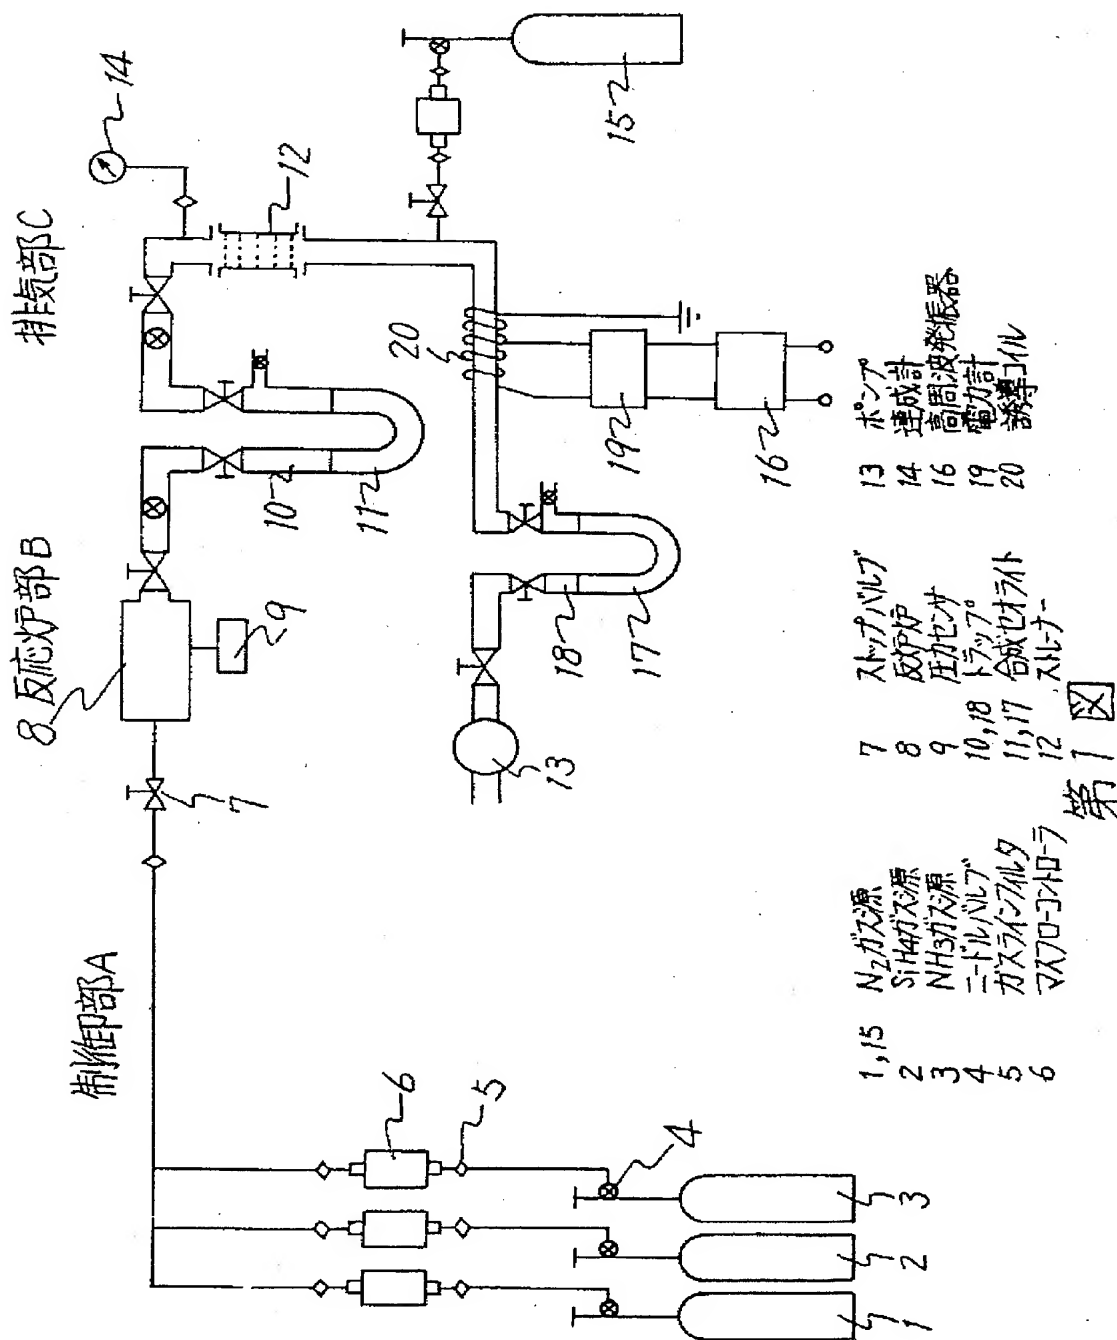 制御部A
反応炉部B
排気部C
1
2
3
4
5
6
7
8
9
10
11
12
13
14
15
16
17
18
19
20
1,15 N2ガス源
2 SiH4ガス源
3 NH3ガス源
4 ニードルバルブ
5 ガスラインフィルタ
6 マスフローコントローラ
7 ストップバルブ
8 反応炉
9 圧力センサ
10,18 トラップ
11,17 合成ゼオライト
12 ストレーナー
13 ポンプ
14 連成計
16 高周波発振器
19 電力計
20 誘導コイル
第1図